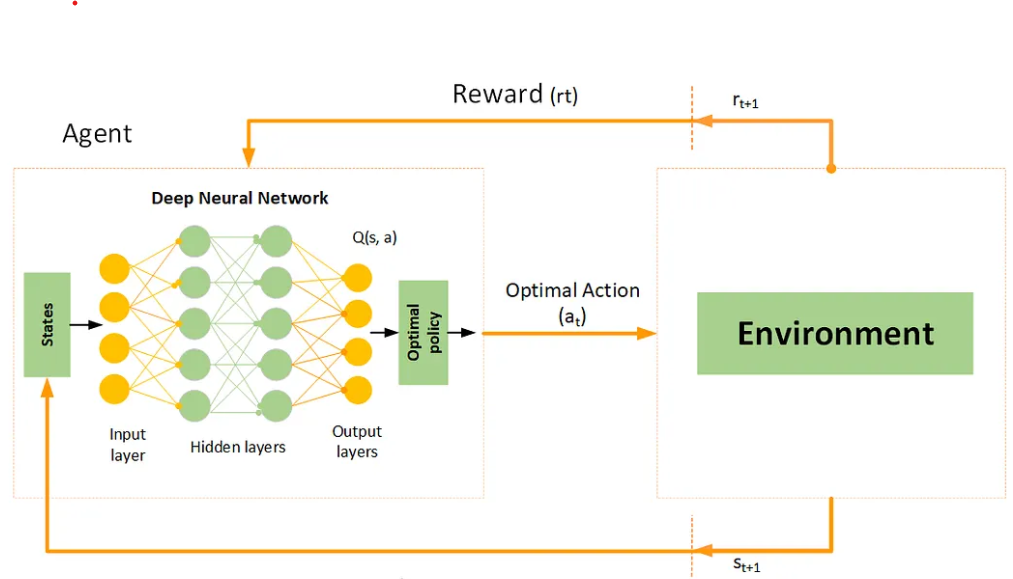 Reward (rt)
r_{t+1}
Agent
Deep Neural Network
Q(s, a)
States
Optimal
policy
Optimal Action
(a_t)
Environment
Input
layer
Hidden layers
Output
layers
s_{t+1}